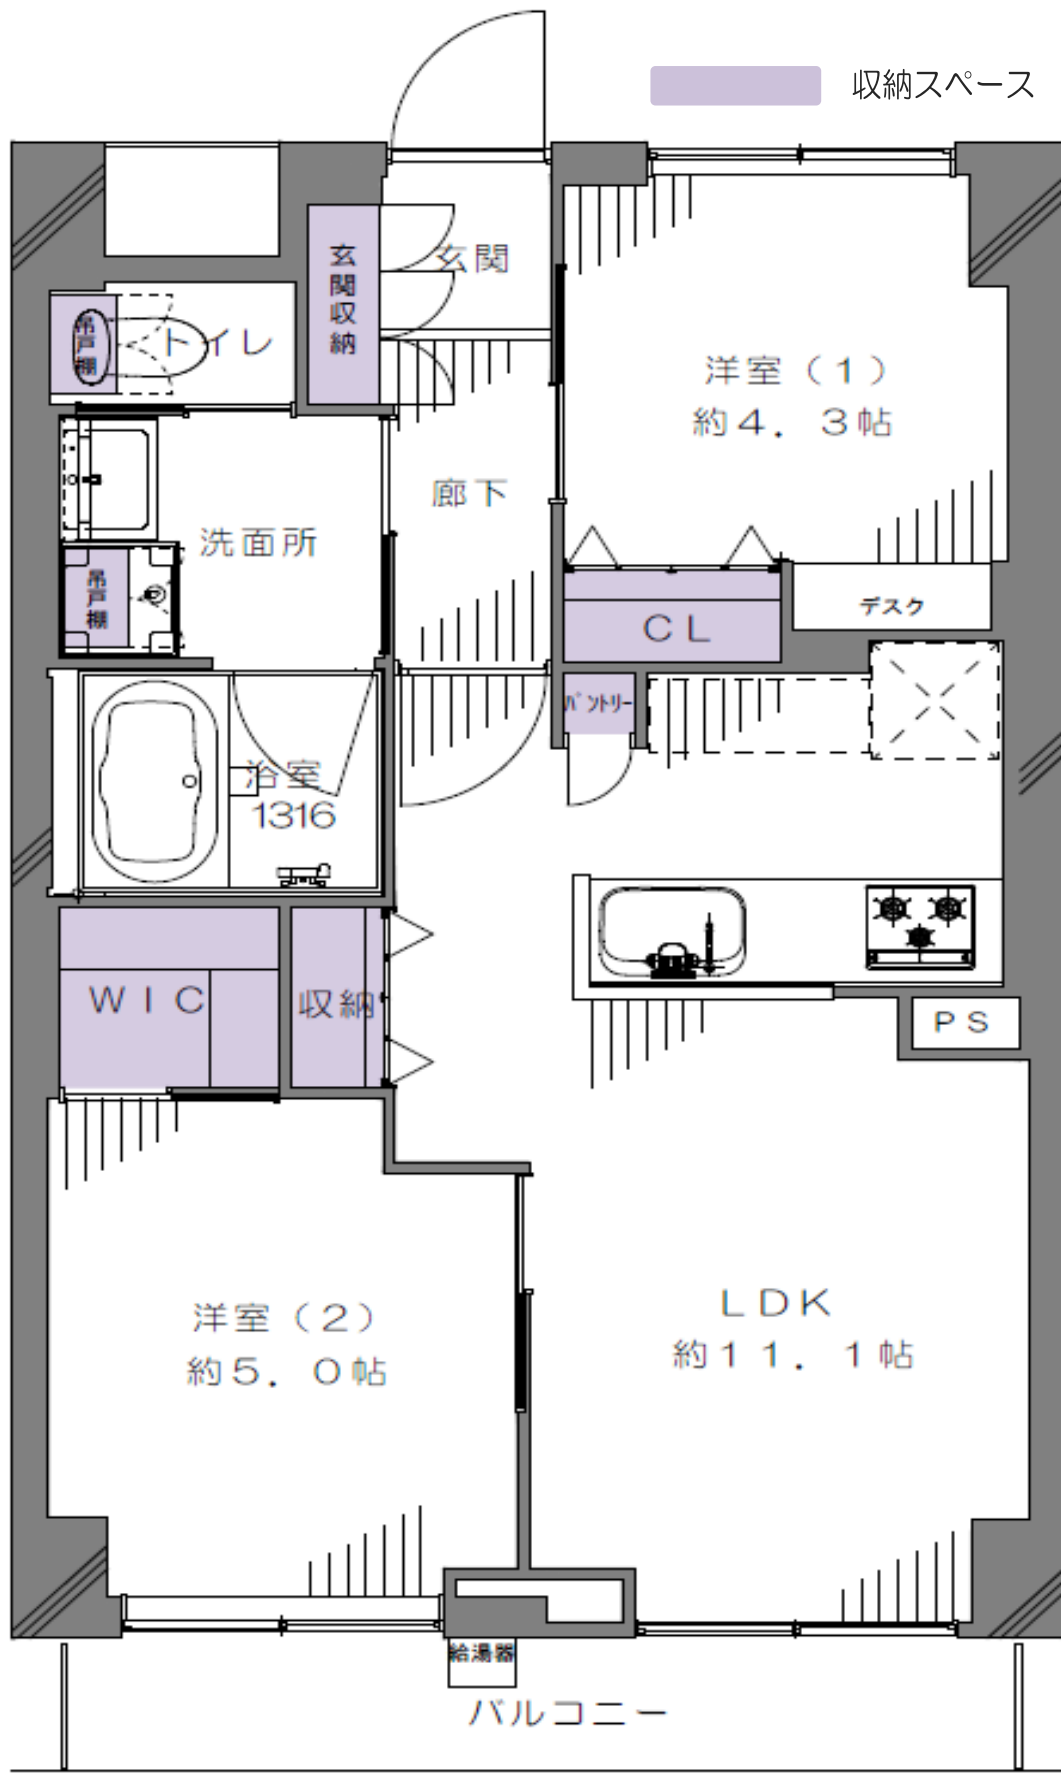 収納スペース
玄関
玄関収納
吊戸棚
トイレ
洋室（1）
約4．3帖
廊下
洗面所
吊戸棚
デスク
CL
パントリー
浴室
1316
WIC
収納
PS
洋室（2）
約5．0帖
LDK
約11．1帖
給湯器
バルコニー